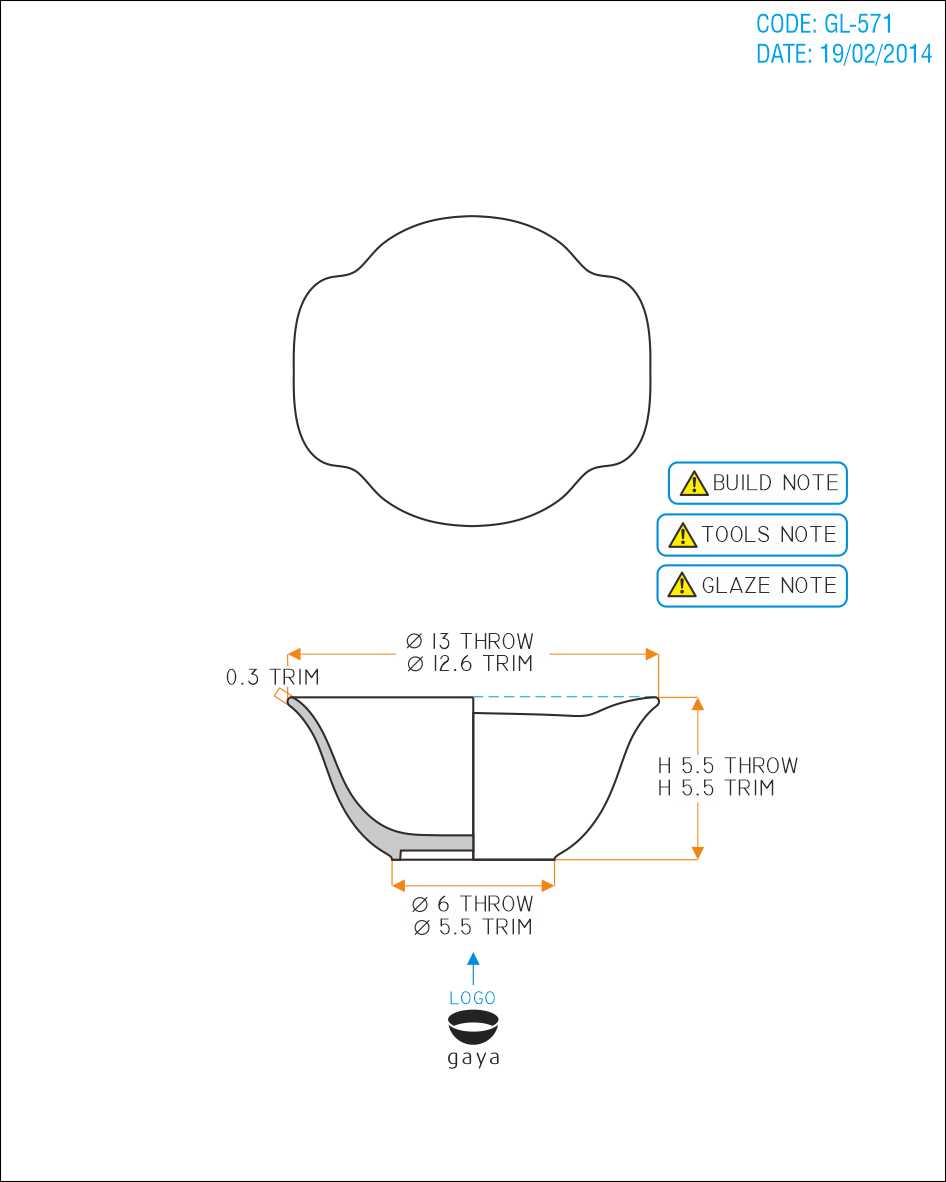 CODE: GL-571
DATE: 19/02/2014
BUILD NOTE
TOOLS NOTE
GLAZE NOTE
Ø 13 THROW
Ø 12.6 TRIM
0.3 TRIM
H 5.5 THROW
H 5.5 TRIM
Ø 6 THROW
Ø 5.5 TRIM
LOGO
gaya